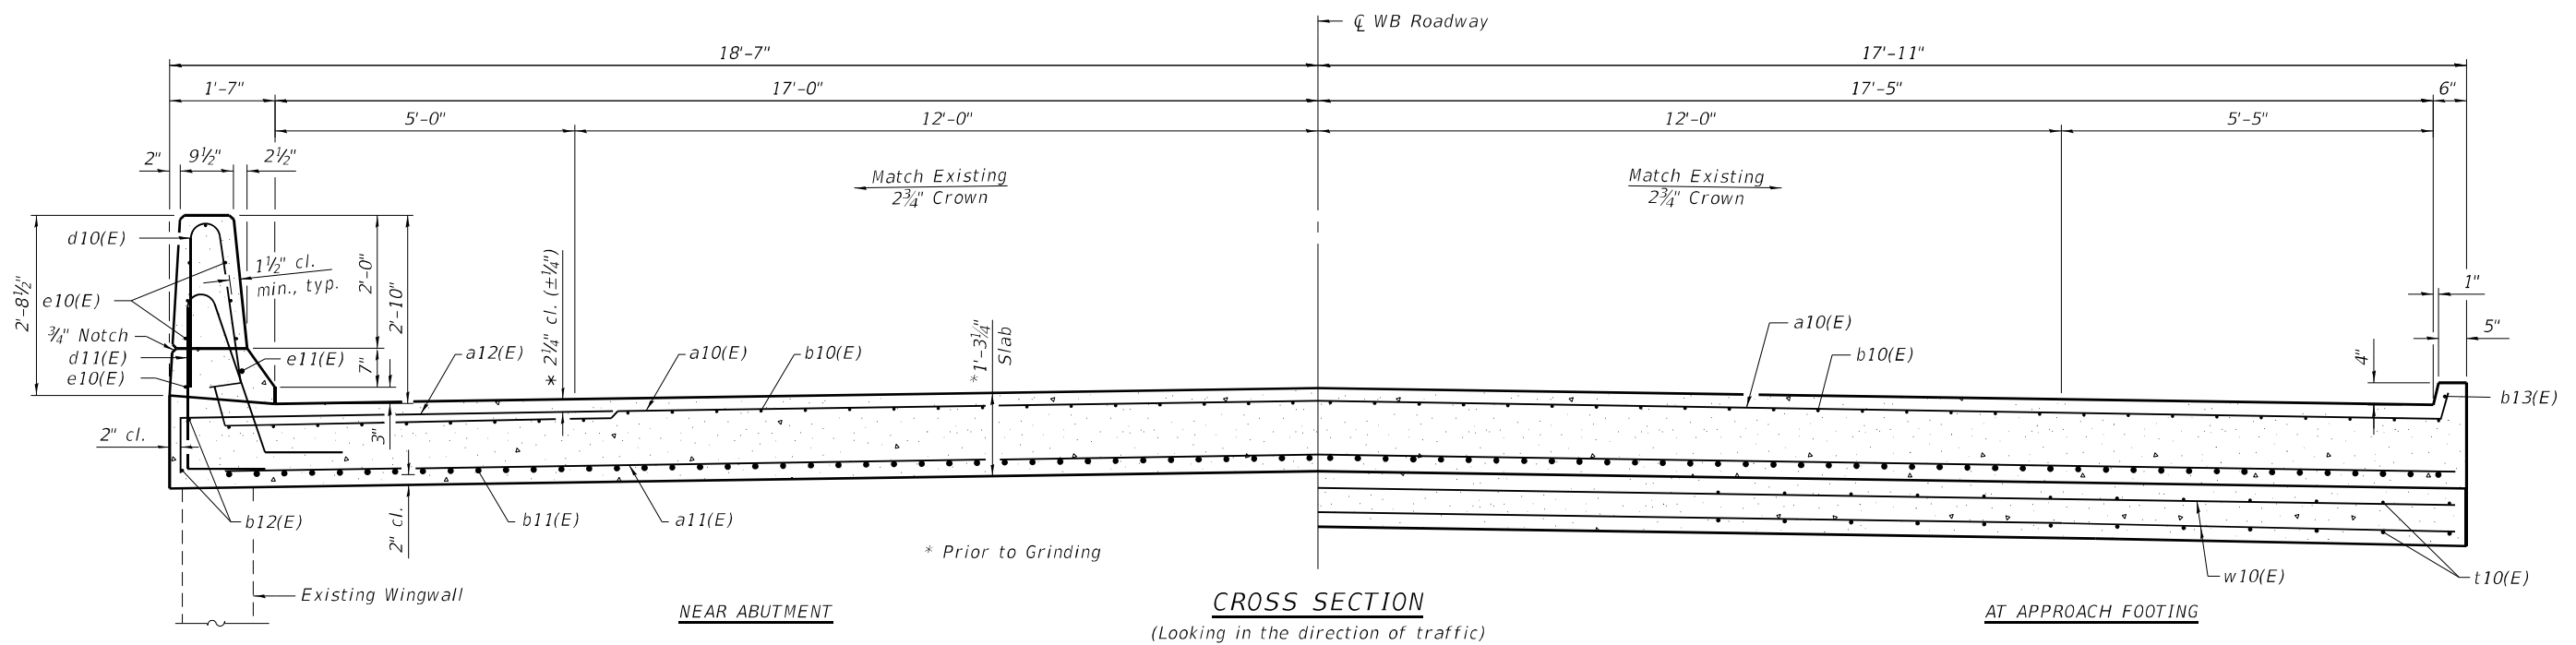 ℄ WB Roadway
18'-7"
17'-11"
1'-7"
17'-0"
17'-5"
6"
5'-0"
12'-0"
12'-0"
5'-5"
2"
9½"
2½"
Match Existing
2¾" Crown
Match Existing
2¾" Crown
d10(E)
1½" cl.
min., typ.
2'-8½"
e10(E)
2'-0"
2'-10"
* 2¼" cl. (±¼")
1"
¾" Notch
d11(E)
e10(E)
e11(E)
7"
a12(E)
a10(E)
b10(E)
* 1'-3¼"
Slab
a10(E)
b10(E)
5"
4"
b13(E)
2" cl.
3"
b12(E)
2" cl.
b11(E)
a11(E)
* Prior to Grinding
w10(E)
t10(E)
Existing Wingwall
NEAR ABUTMENT
CROSS SECTION
(Looking in the direction of traffic)
AT APPROACH FOOTING